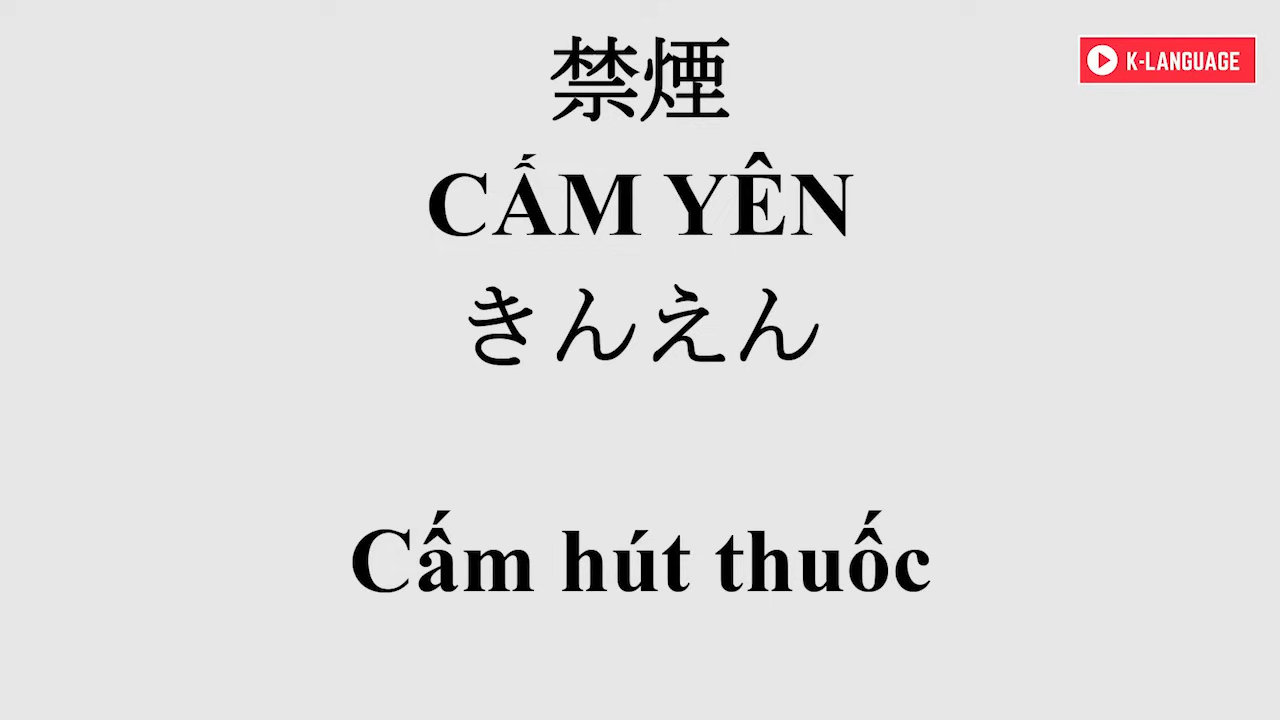 禁煙
K-LANGUAGE
CẤM YÊN
きんえん
Cấm hút thuốc